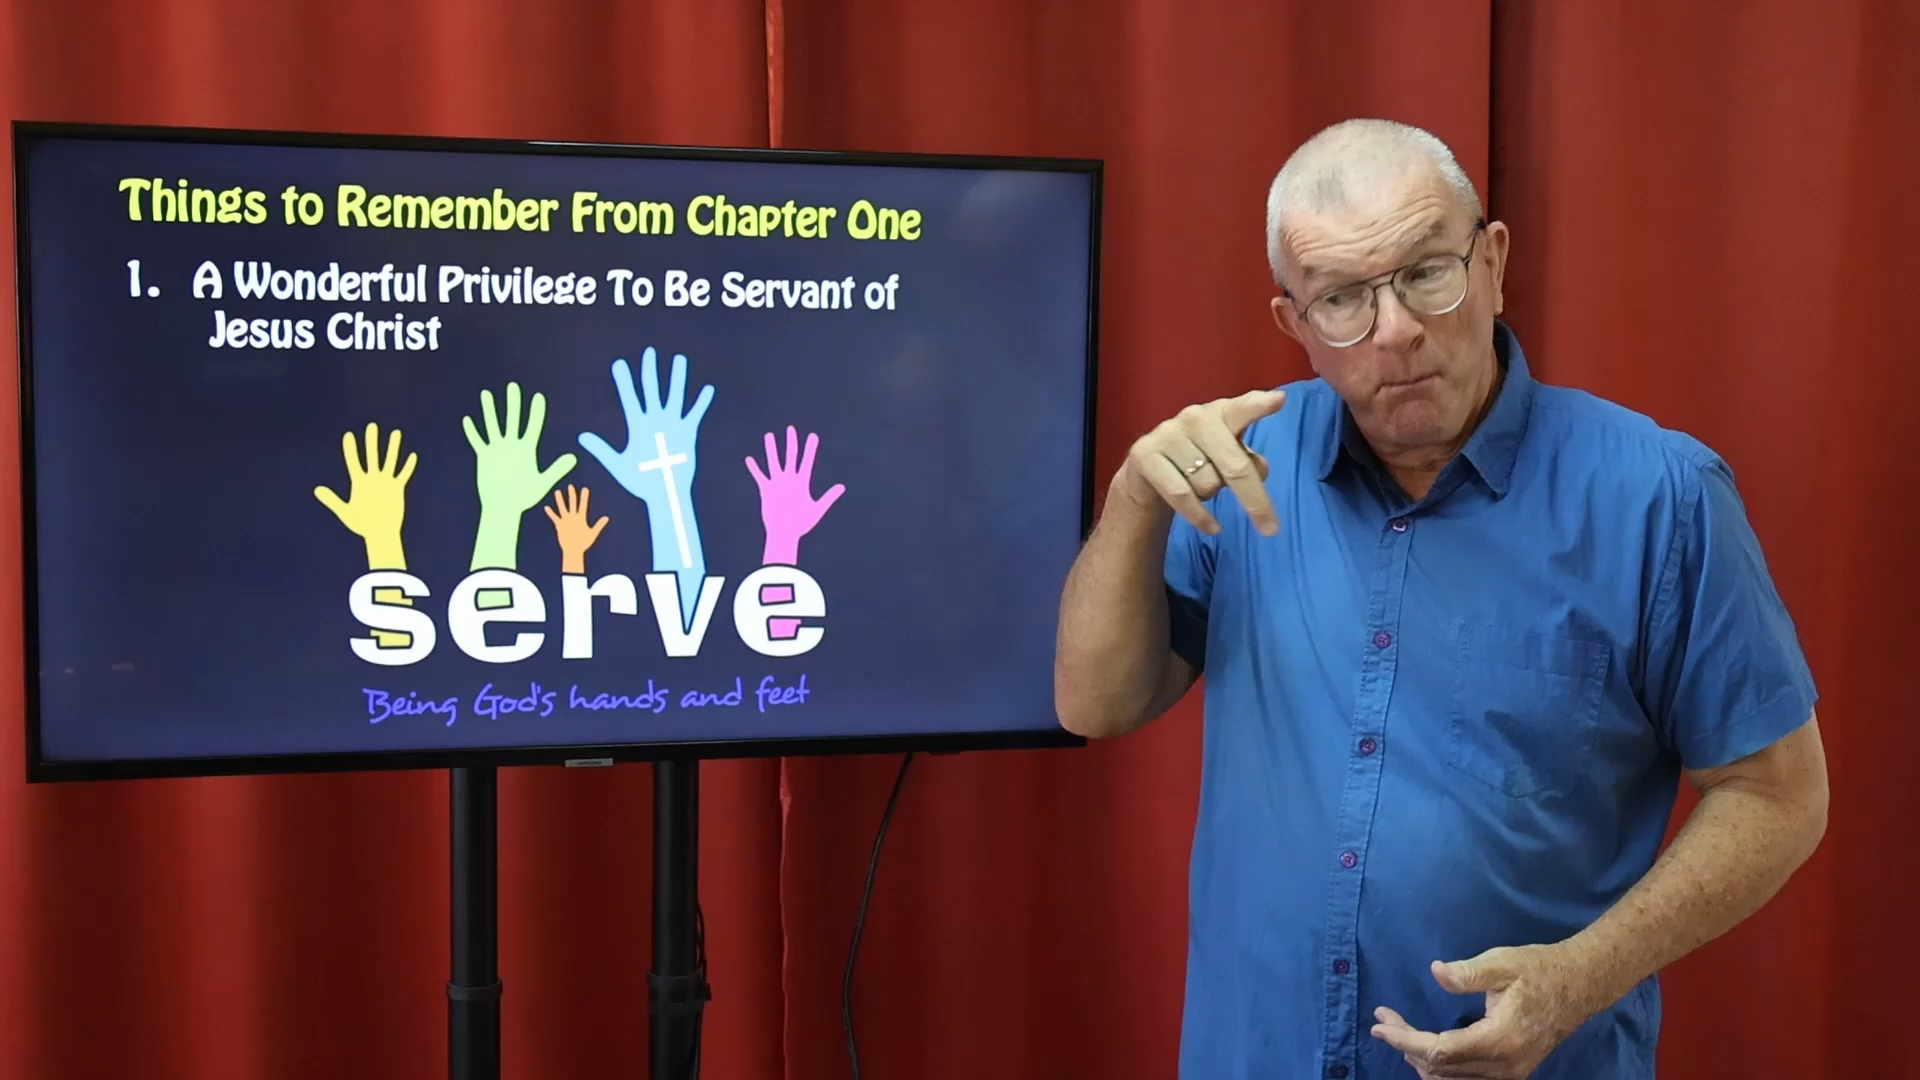 Things to Remember From Chapter One
1. A Wonderful Privilege To Be Servant of
Jesus Christ
serve
Being God's hands and feet